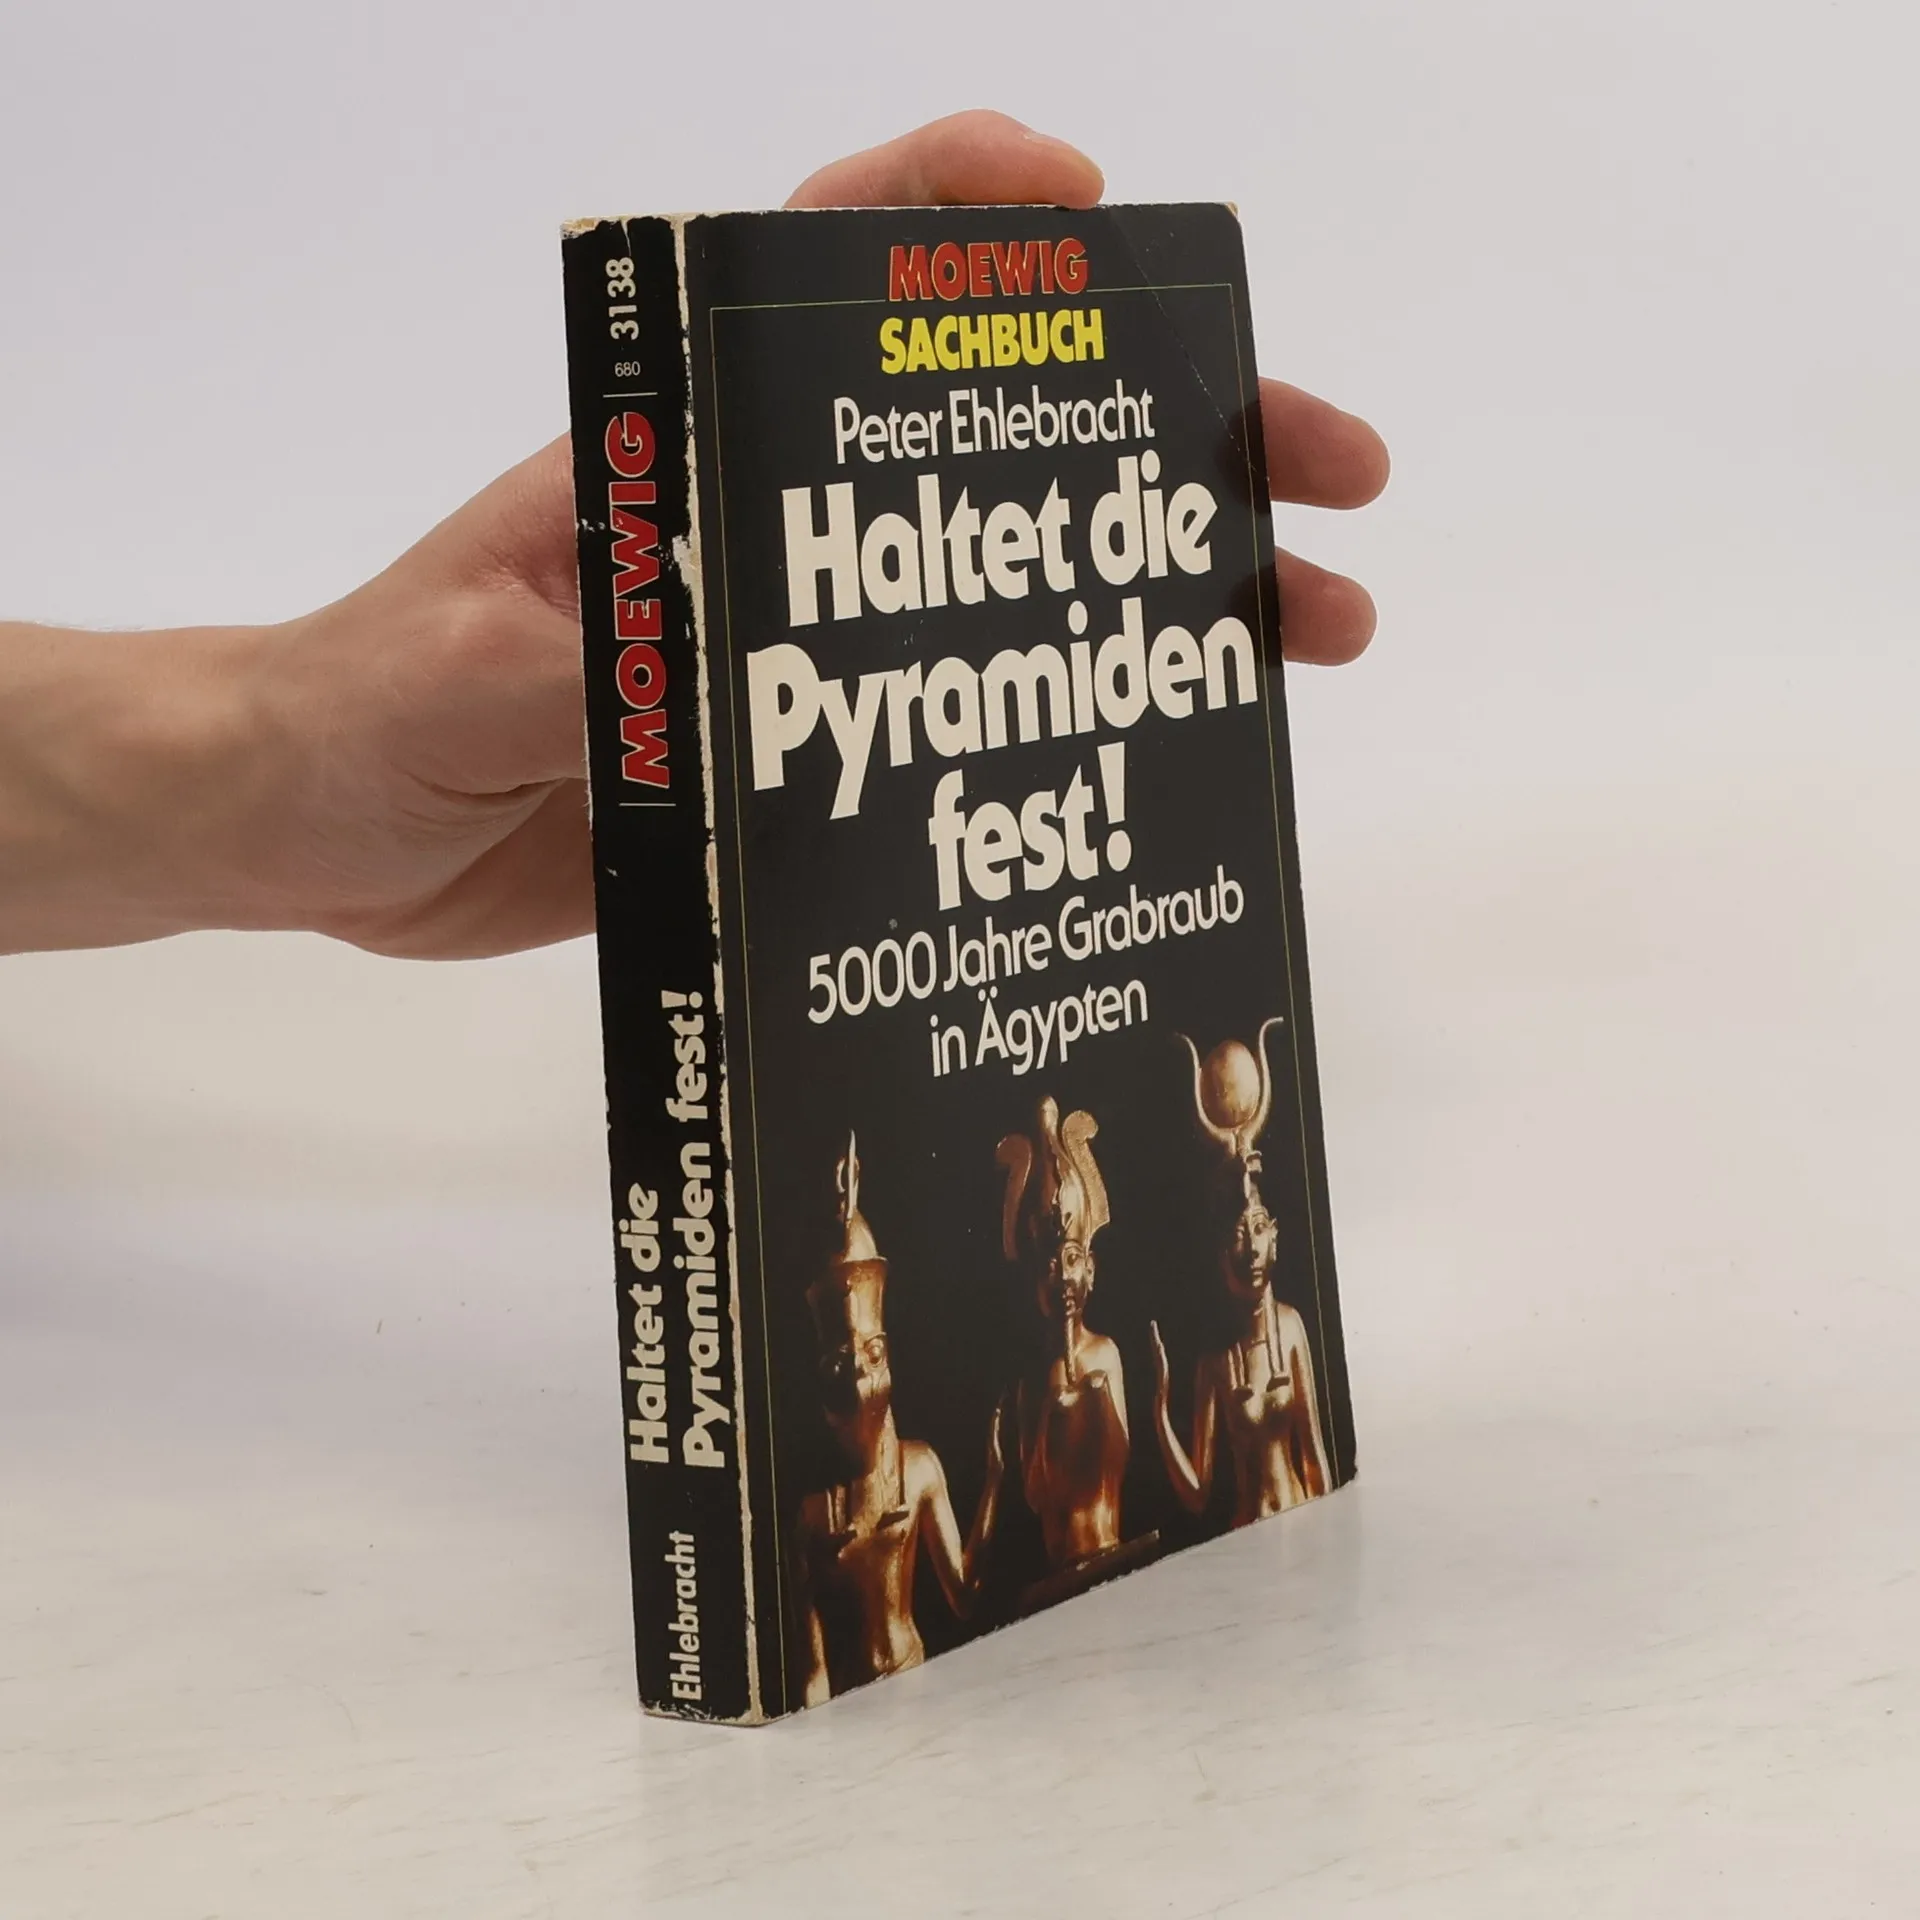 MOEWIG
SACHBUCH
Peter Ehlebracht
Haltet die
Pyramiden
fest!
5000 Jahre Grabraub
in Ägypten
Ehlebracht
Haltet die
Pyramiden fest!
MOEWIG
680
3138